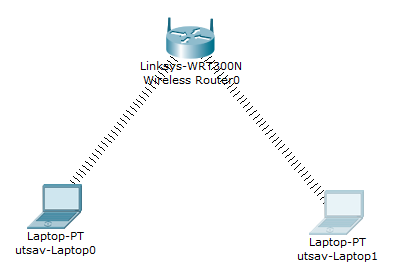 Linksys-WRT300N
Wireless Router0
Laptop-PT
utsav-Laptop0
Laptop-PT
utsav-Laptop1